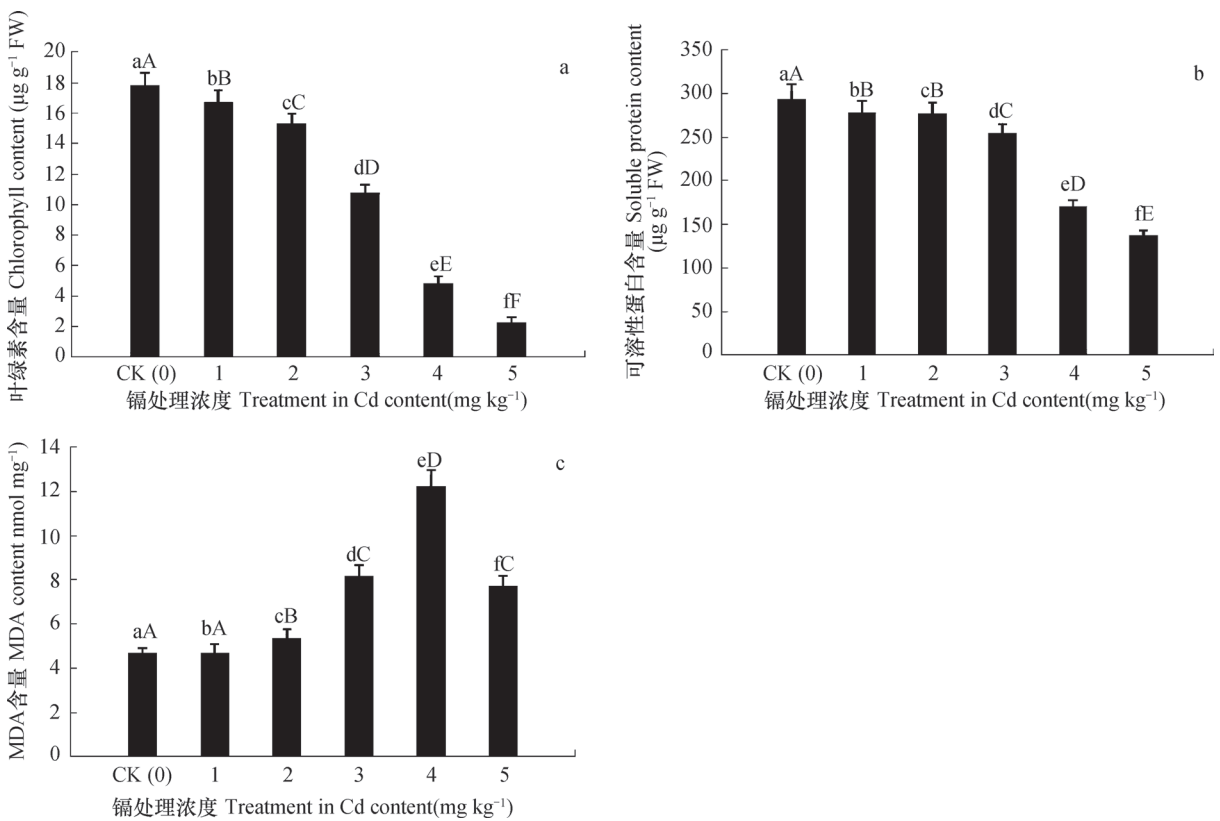 叶绿素含量 Chlorophyll content (μg g⁻¹ FW)
20
18
16
14
12
10
8
6
4
2
0
a
aA
bB
cC
dD
eE
fF
CK (0) 1 2 3 4 5
镉处理浓度 Treatment in Cd content(mg kg⁻¹)
可溶性蛋白含量 Soluble protein content
(μg g⁻¹ FW)
350
300
250
200
150
100
50
0
b
aA
bB
cB
dC
eD
fE
CK (0) 1 2 3 4 5
镉处理浓度 Treatment in Cd content(mg kg⁻¹)
MDA含量 MDA content nmol mg⁻¹
14
12
10
8
6
4
2
0
c
aA
bA
cB
dC
eD
fC
CK (0) 1 2 3 4 5
镉处理浓度 Treatment in Cd content(mg kg⁻¹)